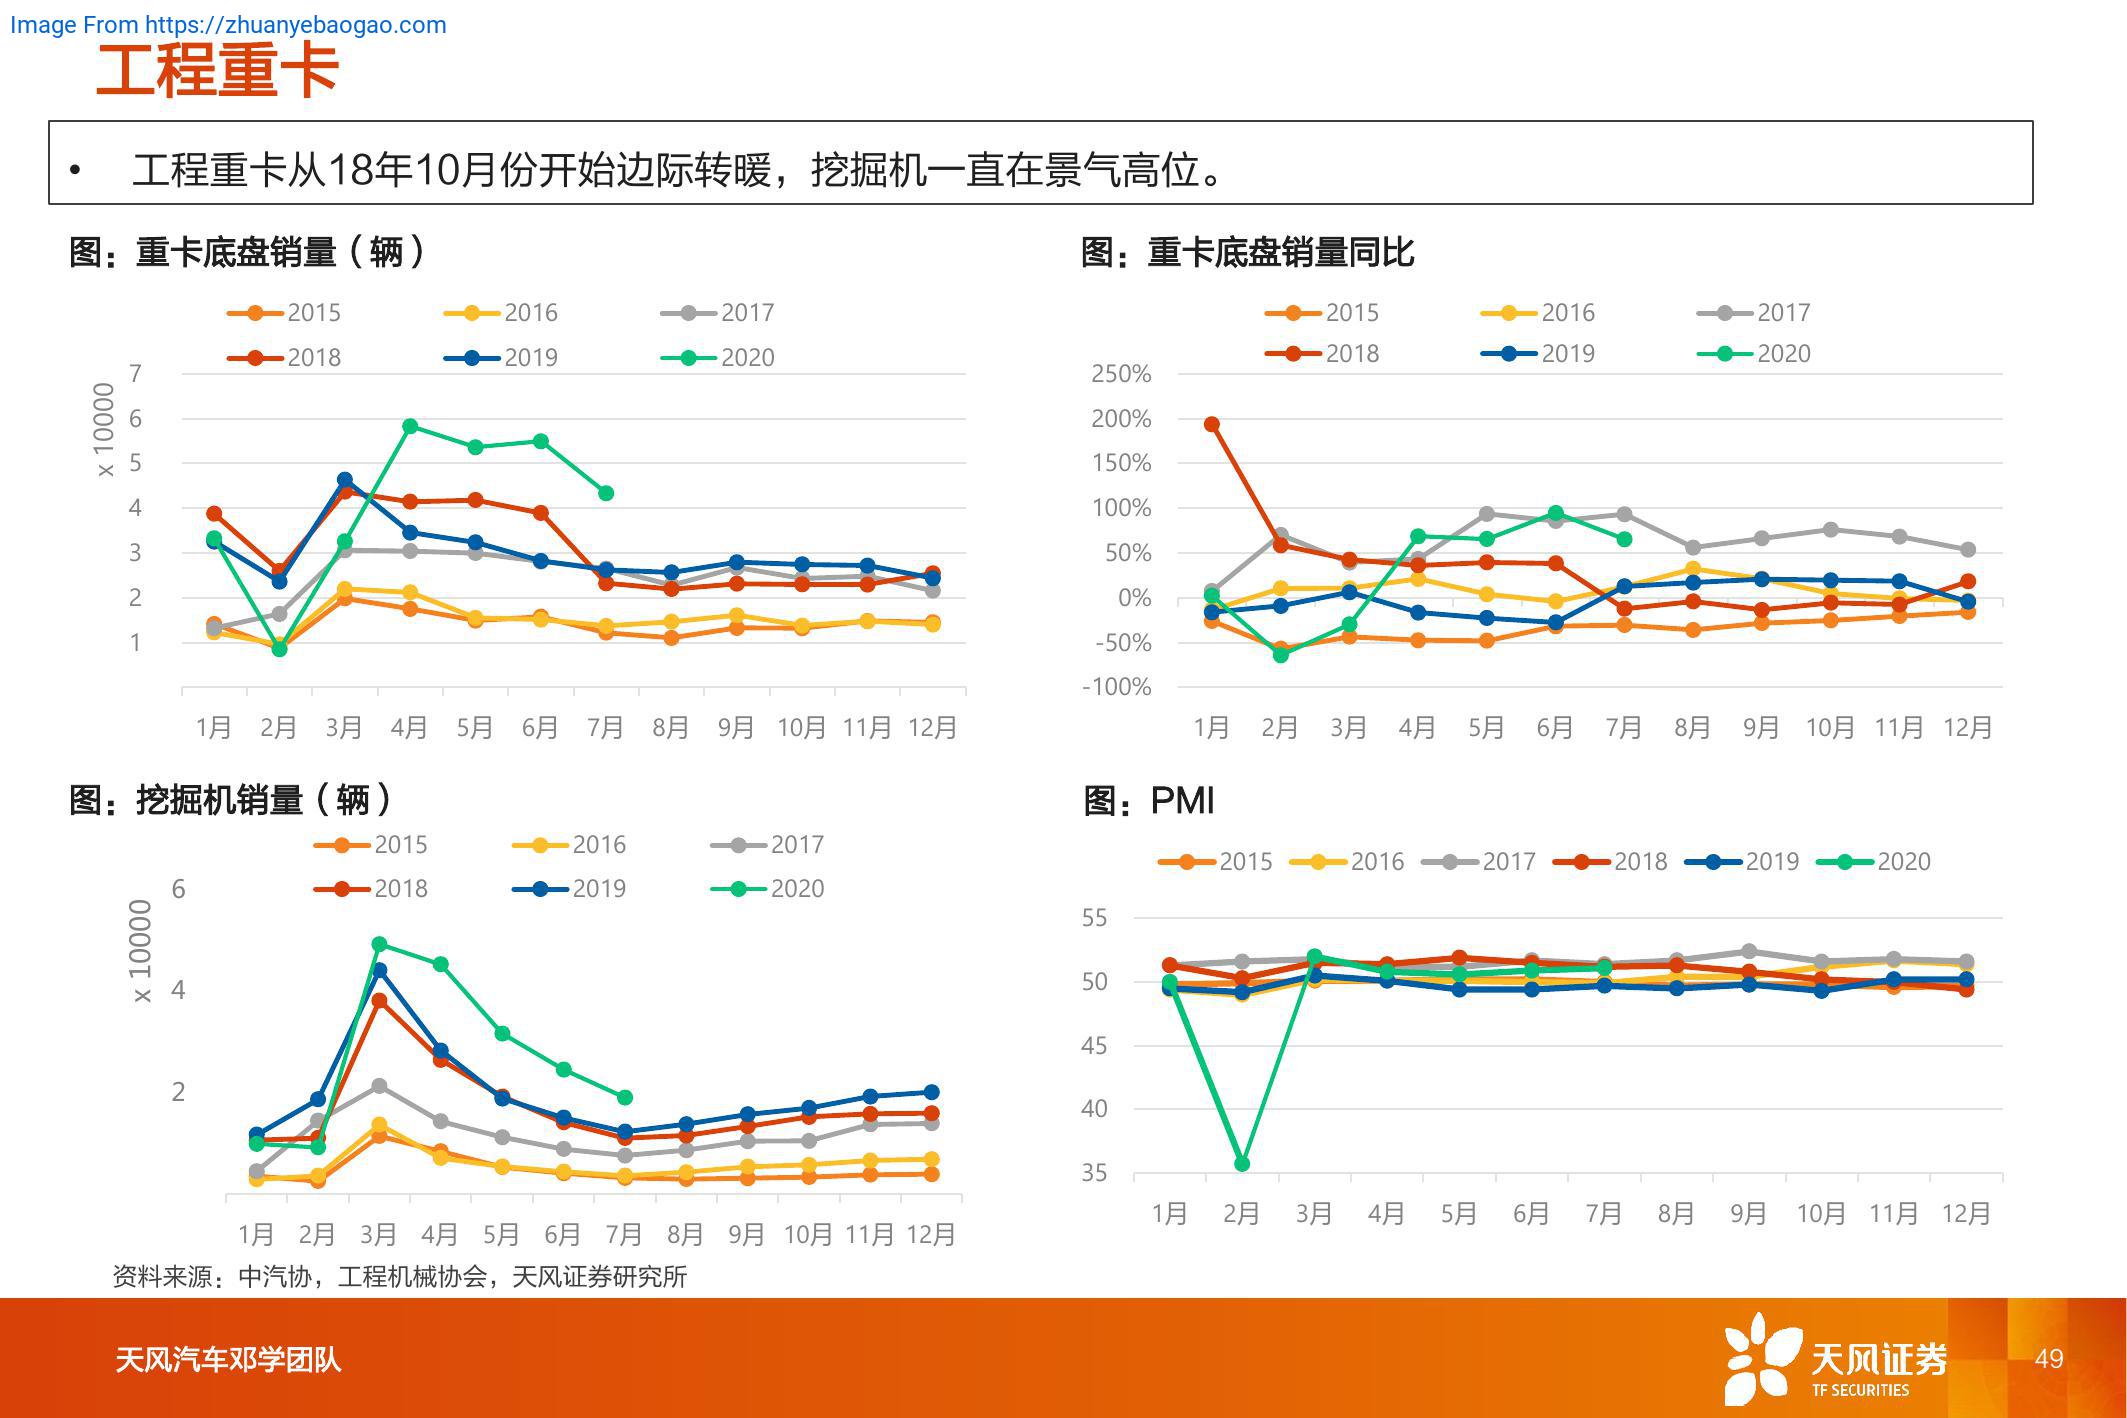 Image From https://zhuanyebaogao.com
工程重卡
• 工程重卡从18年10月份开始边际转暖，挖掘机一直在景气高位。
图：重卡底盘销量（辆）
2015 2016 2017
2018 2019 2020
x 10000
7
6
5
4
3
2
1
1月 2月 3月 4月 5月 6月 7月 8月 9月 10月 11月 12月
图：重卡底盘销量同比
2015 2016 2017
2018 2019 2020
250%
200%
150%
100%
50%
0%
-50%
-100%
1月 2月 3月 4月 5月 6月 7月 8月 9月 10月 11月 12月
图：挖掘机销量（辆）
2015 2016 2017
2018 2019 2020
x 10000
6
4
2
1月 2月 3月 4月 5月 6月 7月 8月 9月 10月 11月 12月
图：PMI
2015 2016 2017 2018 2019 2020
55
50
45
40
35
1月 2月 3月 4月 5月 6月 7月 8月 9月 10月 11月 12月
资料来源：中汽协，工程机械协会，天风证券研究所
天风汽车邓学团队
天风证券
TF SECURITIES
49